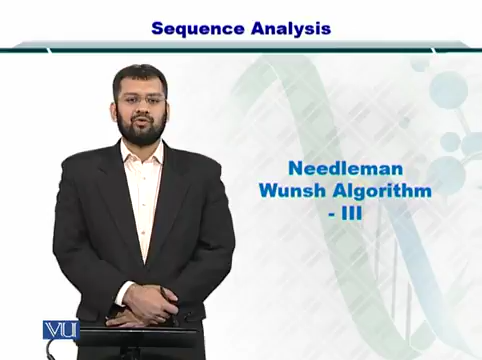 Sequence Analysis
Needleman
Wunsh Algorithm
- III
VU